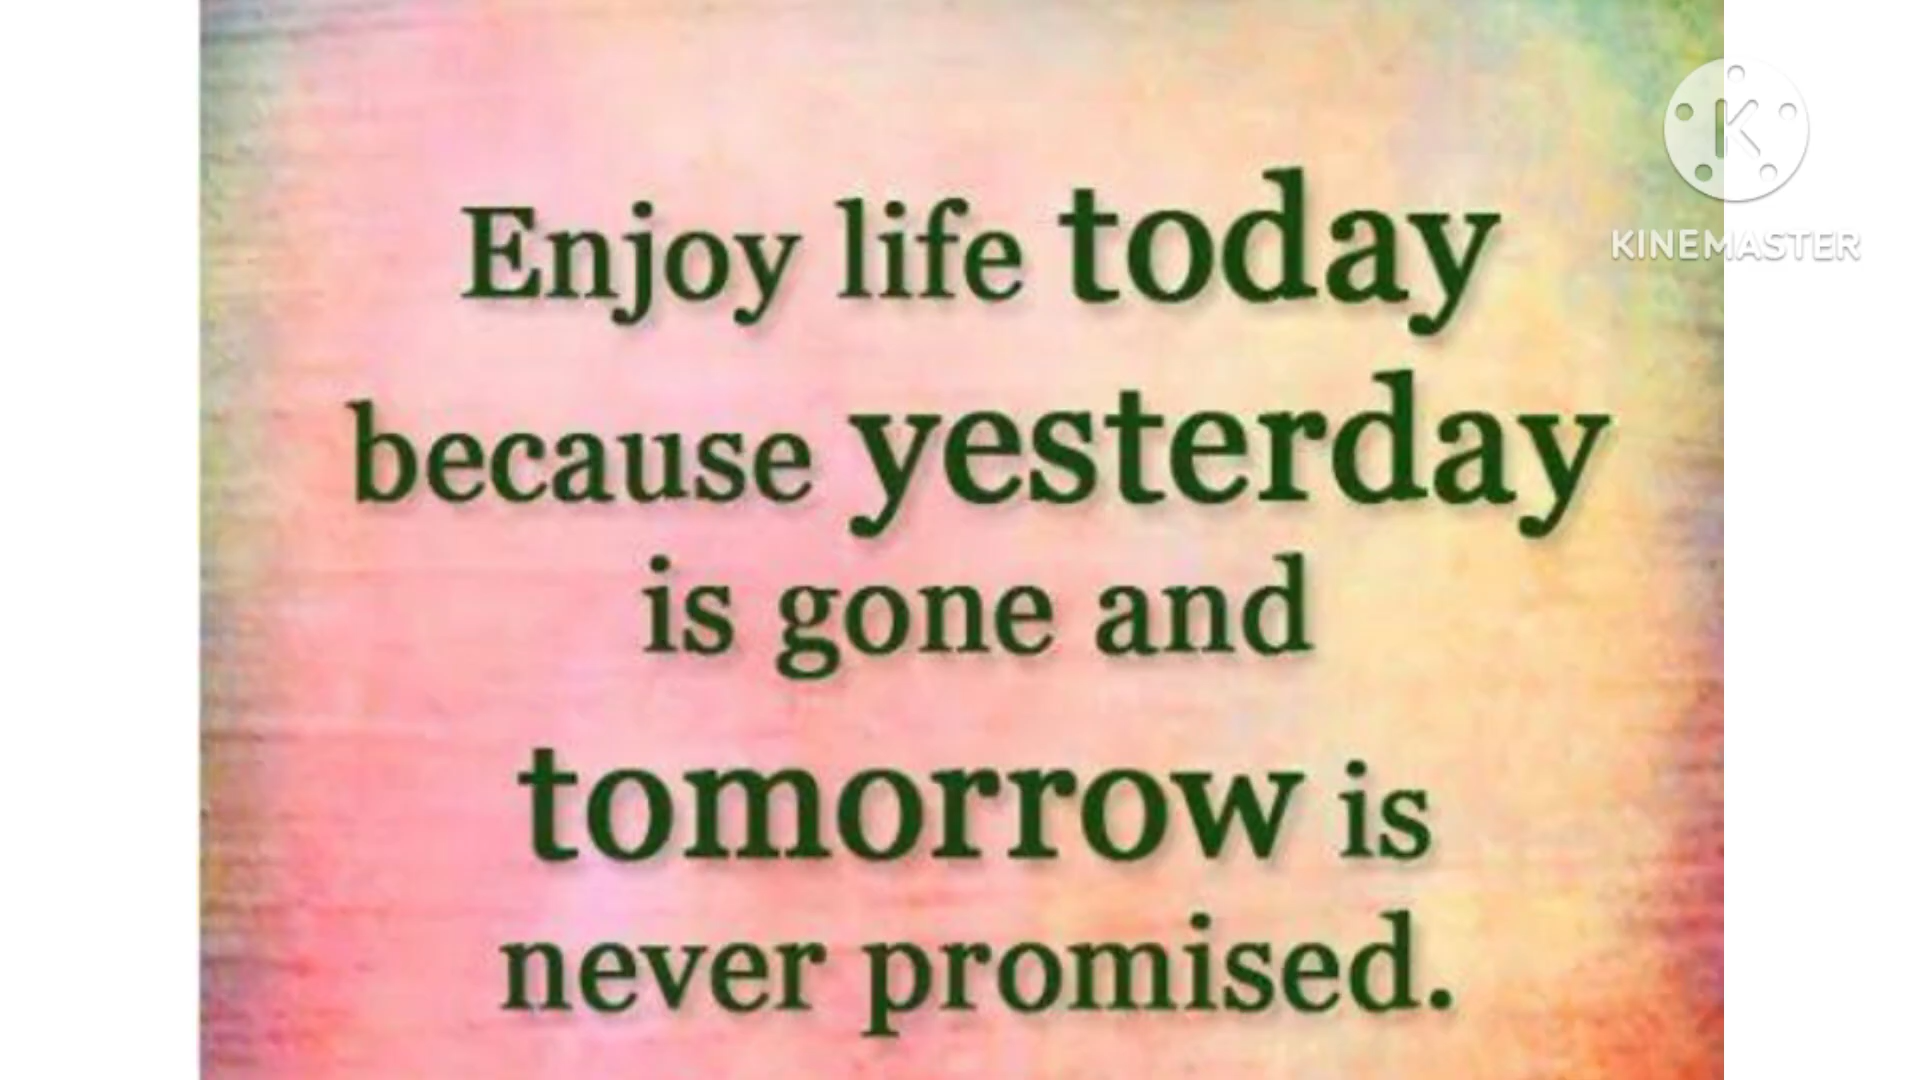 Enjoy life today
because yesterday
is gone and
tomorrow is
never promised.
K
KINEMASTER